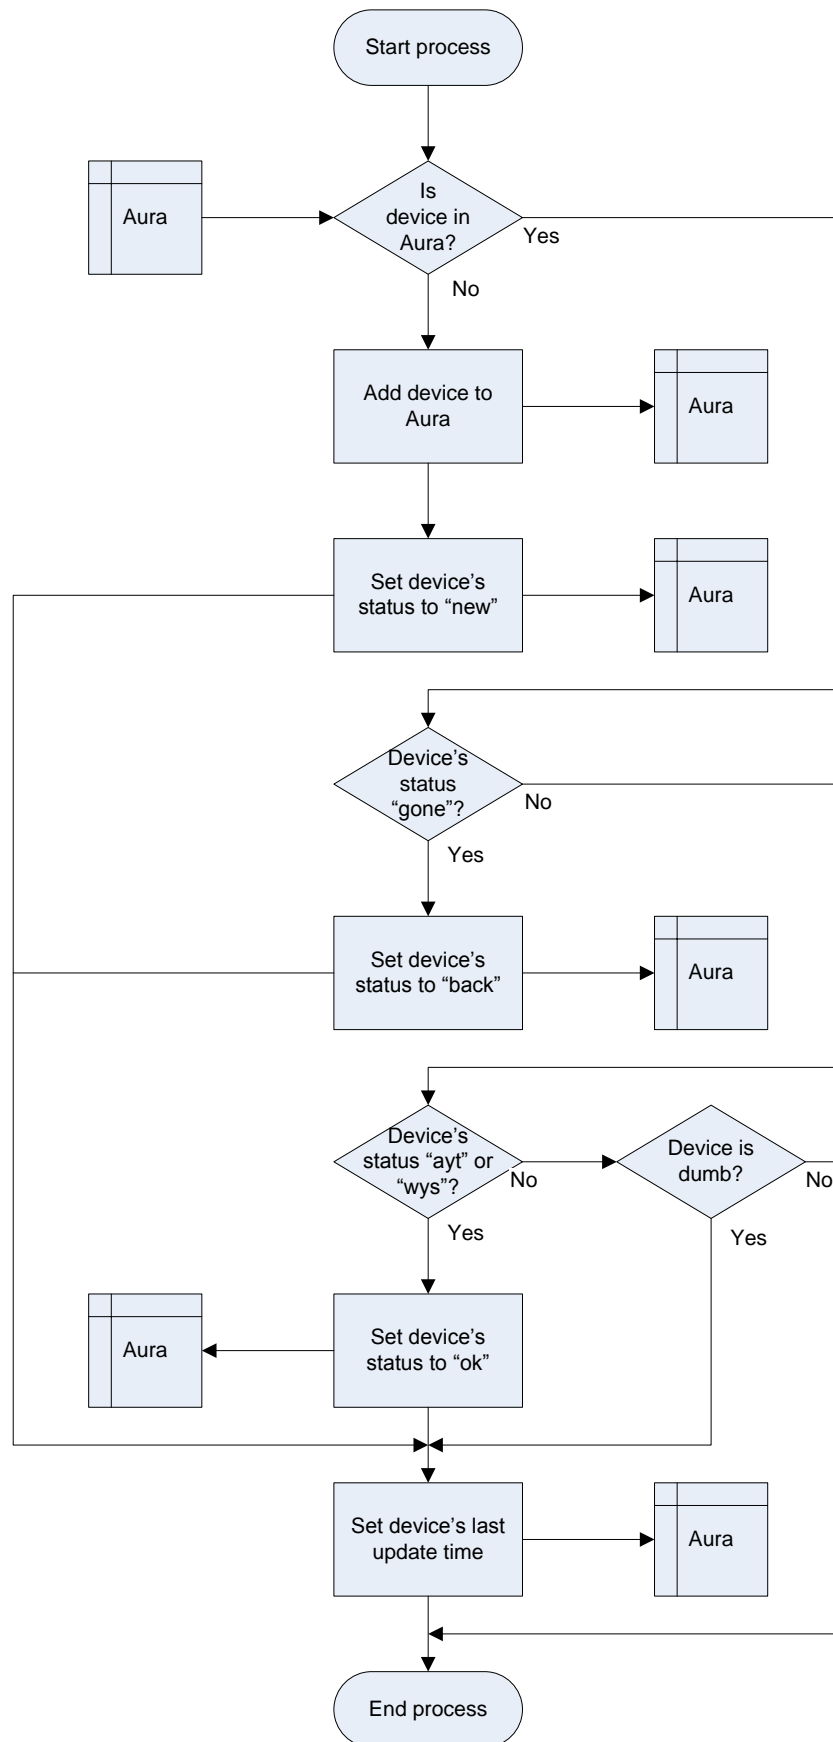 Start process
Is
device in
Aura?
Aura
Yes
No
Add device to
Aura
Aura
Set device’s
status to “new”
Aura
Device’s
status
“gone”?
No
Yes
Set device’s
status to “back”
Aura
Device’s
status “ayt” or
“wys”?
No
Device is
dumb?
No
Yes
Yes
Aura
Set device’s
status to “ok”
Set device’s last
update time
Aura
End process